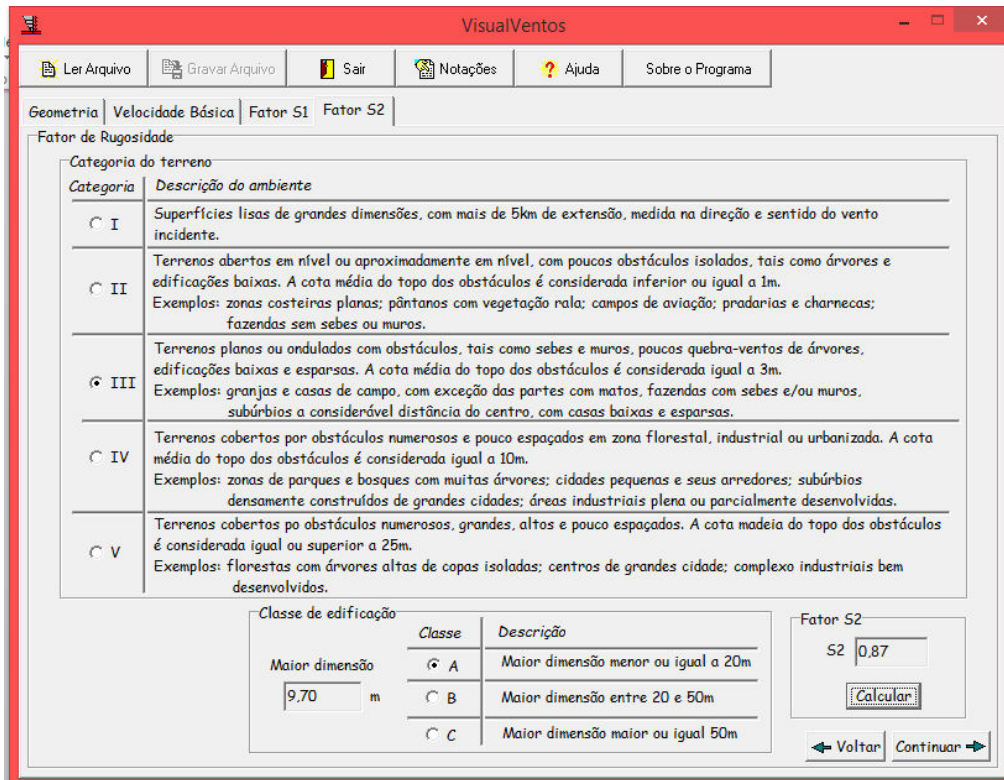 VisualVentos
Ler Arquivo Gravar Arquivo Sair Notações ? Ajuda Sobre o Programa
Geometria Velocidade Básica Fator S1 Fator S2
Fator de Rugosidade
Categoria do terreno
Categoria Descrição do ambiente
I
Superfícies lisas de grandes dimensões, com mais de 5km de extensão, medida na direção e sentido do vento
incidente.
II
Terrenos abertos em nível ou aproximadamente em nível, com poucos obstáculos isolados, tais como árvores e
edificações baixas. A cota média do topo dos obstáculos é considerada inferior ou igual a 1m.
Exemplos: zonas costeiras planas; pântanos com vegetação rala; campos de aviação; pradarias e charnecas;
fazendas sem sebes ou muros.
III
Terrenos planos ou ondulados com obstáculos, tais como sebes e muros, poucos quebra-ventos de árvores,
edificações baixas e esparsas. A cota média do topo dos obstáculos é considerada igual a 3m.
Exemplos: granjas e casas de campo, com exceção das partes com matos, fazendas com sebes e/ou muros,
subúrbios a considerável distância do centro, com casas baixas e esparsas.
IV
Terrenos cobertos por obstáculos numerosos e pouco espaçados em zona florestal, industrial ou urbanizada. A cota
média do topo dos obstáculos é considerada igual a 10m.
Exemplos: zonas de parques e bosques com muitas árvores; cidades pequenas e seus arredores; subúrbios
densamente construídos de grandes cidades; áreas industriais plena ou parcialmente desenvolvidas.
V
Terrenos cobertos po obstáculos numerosos, grandes, altos e pouco espaçados. A cota madeia do topo dos obstáculos
é considerada igual ou superior a 25m.
Exemplos: florestas com árvores altas de copas isoladas; centros de grandes cidade; complexo industriais bem
desenvolvidos.
Classe de edificação
Maior dimensão
9,70 m
Classe Descrição
A Maior dimensão menor ou igual a 20m
B Maior dimensão entre 20 e 50m
C Maior dimensão maior ou igual 50m
Fator S2
S2 0,87
Calcular
Voltar Continuar